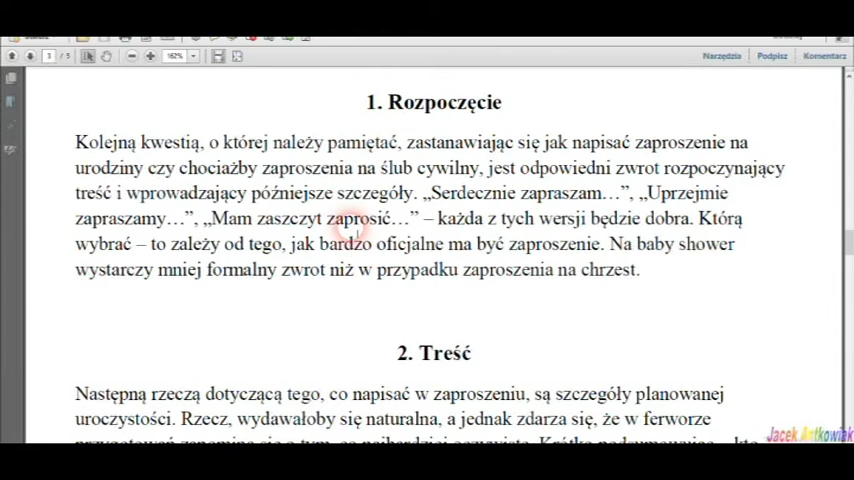 3 / 5
162%
Narzędzia
Podpisz
Komentarz
1. Rozpoczęcie
Kolejną kwestią, o której należy pamiętać, zastanawiając się jak napisać zaproszenie na
urodziny czy chociażby zaproszenia na ślub cywilny, jest odpowiedni zwrot rozpoczynający
treść i wprowadzający późniejsze szczegóły. „Serdecznie zapraszam…”, „Uprzejmie
zapraszamy…”, „Mam zaszczyt zaprosić…” – każda z tych wersji będzie dobra. Którą
wybrać – to zależy od tego, jak bardzo oficjalne ma być zaproszenie. Na baby shower
wystarczy mniej formalny zwrot niż w przypadku zaproszenia na chrzest.
2. Treść
Następną rzeczą dotyczącą tego, co napisać w zaproszeniu, są szczegóły planowanej
uroczystości. Rzecz, wydawałoby się naturalna, a jednak zdarza się, że w ferworze
Jacek Antkowiak